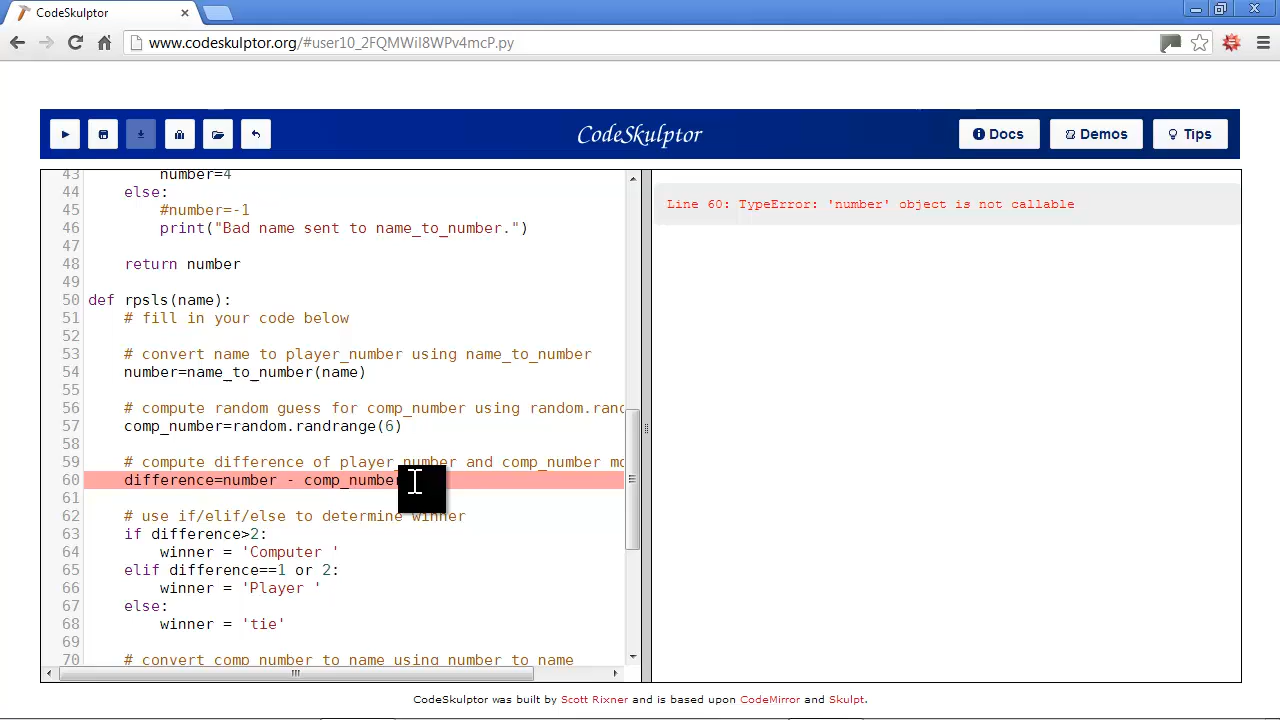 CodeSkulptor
www.codeskulptor.org/#user10_2FQMWil8WPv4mcP.py
CodeSkulptor
Docs
Demos
Tips
43 number=4
44 else:
45 #number=-1
46 print("Bad name sent to name_to_number.")
47
48 return number
49
50 def rpsls(name):
51 # fill in your code below
52
53 # convert name to player_number using name_to_number
54 number=name_to_number(name)
55
56 # compute random guess for comp_number using random.ran
57 comp_number=random.randrange(6)
58
59 # compute difference of player_number and comp_number
60 difference=number - comp_number
61
62 # use if/elif/else to determine winner
63 if difference>2:
64 winner = 'Computer '
65 elif difference==1 or 2:
66 winner = 'Player '
67 else:
68 winner = 'tie'
69
70 # convert comp_number to name using number_to_name
Line 60: TypeError: 'number' object is not callable
CodeSkulptor was built by Scott Rixner and is based upon CodeMirror and Skulpt.